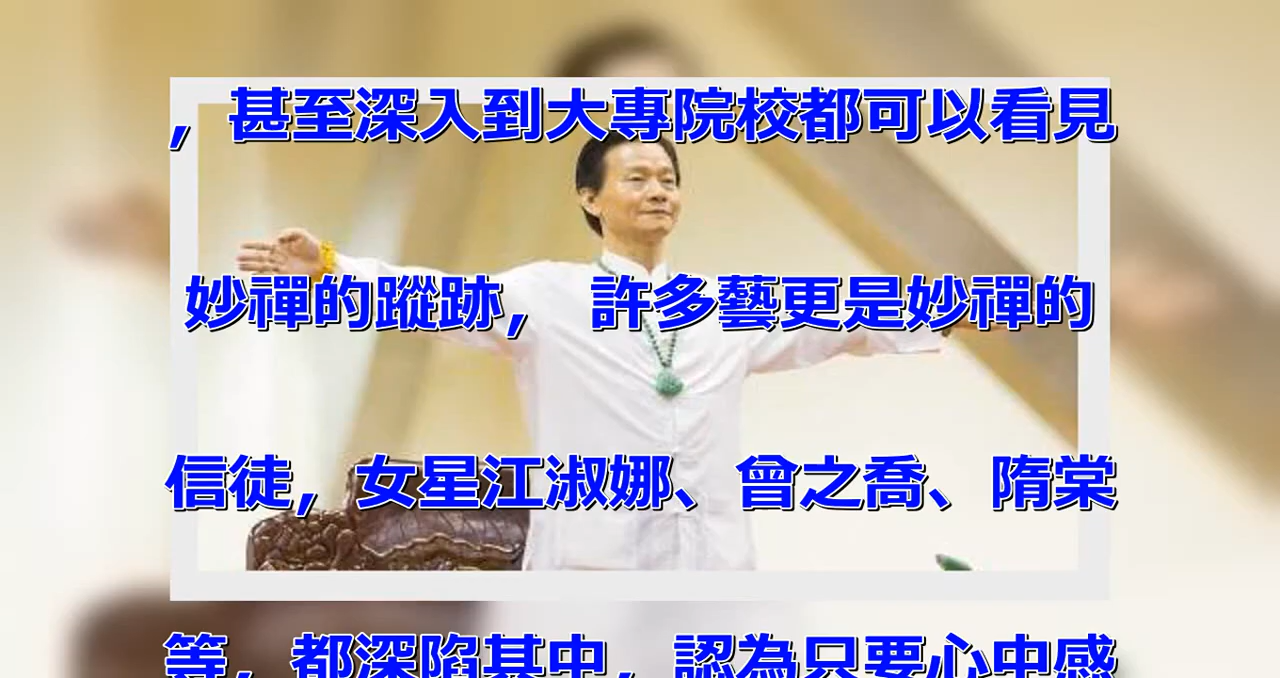 ，甚至深入到大專院校都可以看見
妙禪的蹤跡， 許多藝更是妙禪的
信徒，女星江淑娜、曾之喬、隋棠
等，都深陷其中，認為只要心中感